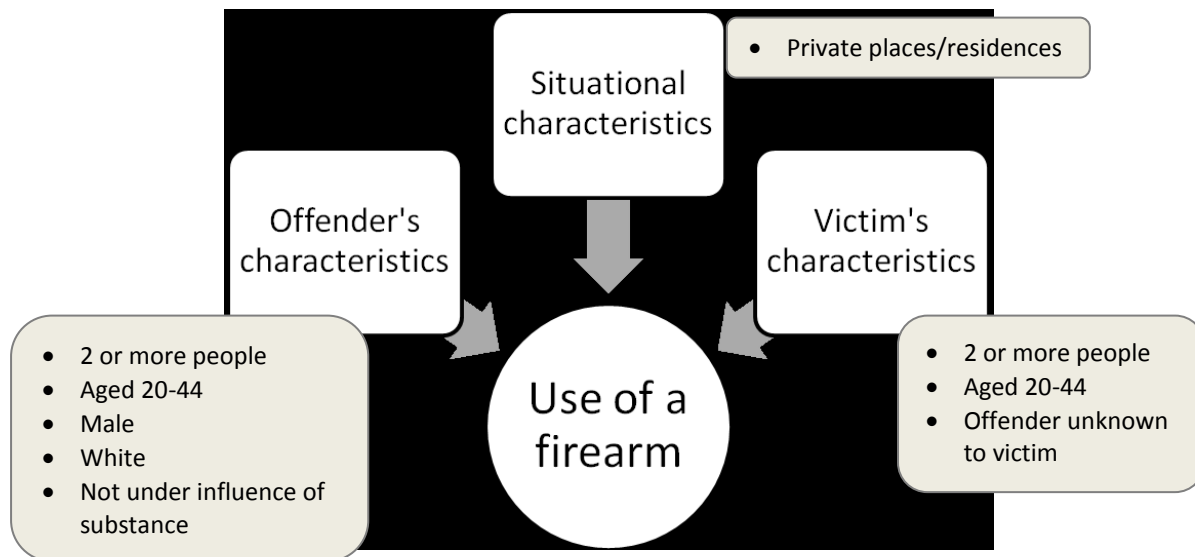 Situational
characteristics
• Private places/residences
Offender's
characteristics
• 2 or more people
• Aged 20-44
• Male
• White
• Not under influence of
substance
Victim's
characteristics
• 2 or more people
• Aged 20-44
• Offender unknown
to victim
Use of a
firearm